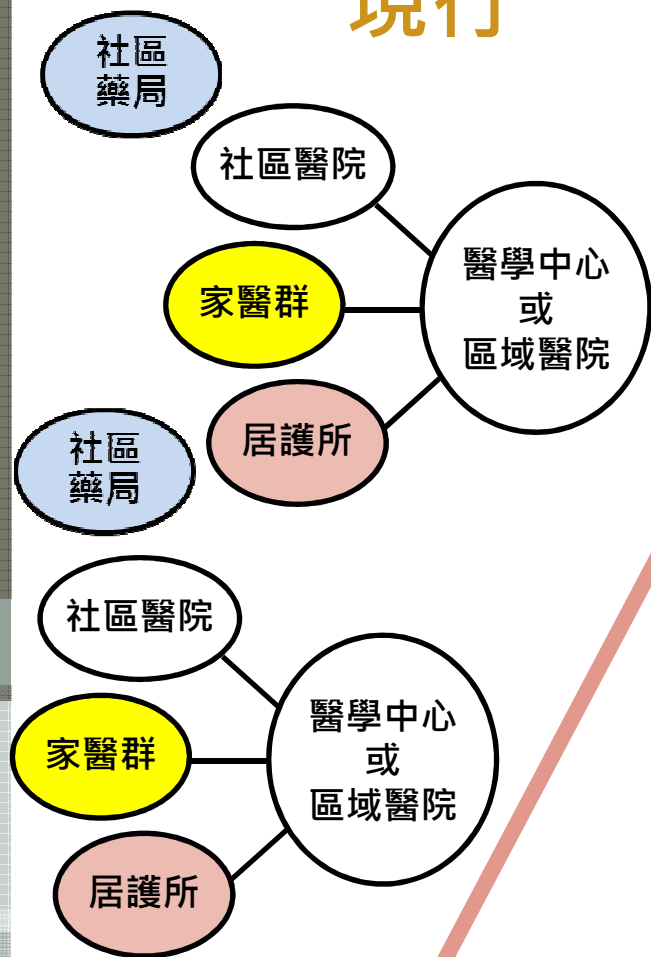 現行
社區
藥局
社區醫院
醫學中心
或
區域醫院
家醫群
居護所
社區
藥局
社區醫院
醫學中心
或
區域醫院
家醫群
居護所